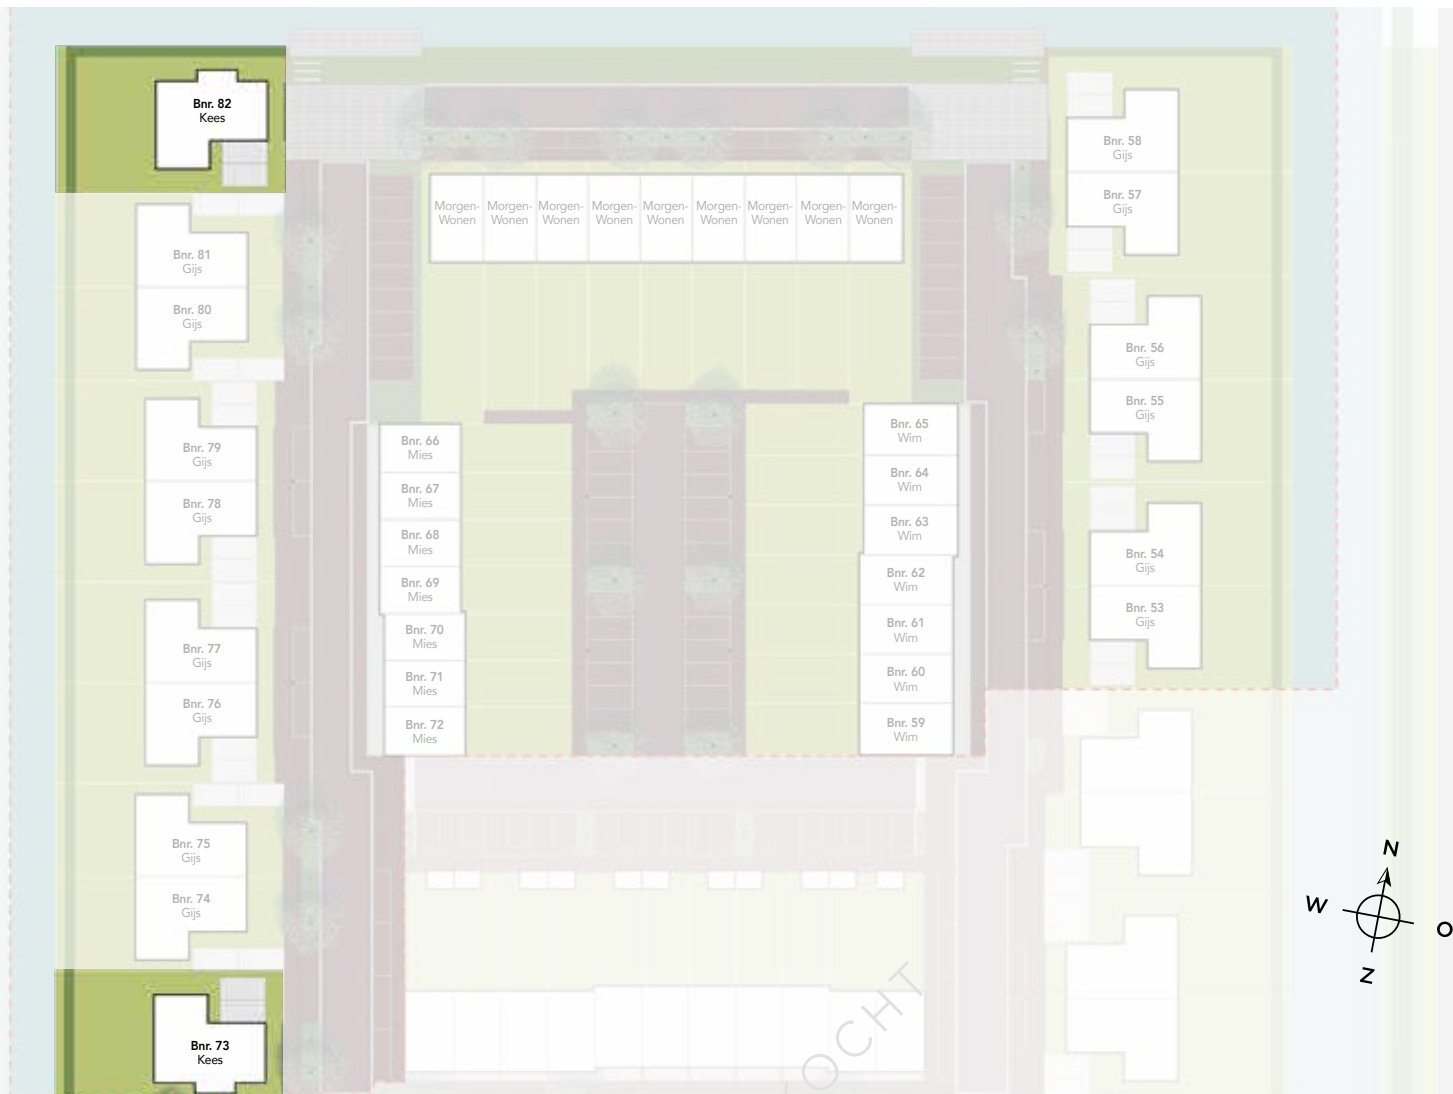 Bnr. 82
Kees
Bnr. 81
Gijs
Bnr. 80
Gijs
Bnr. 79
Gijs
Bnr. 78
Gijs
Bnr. 77
Gijs
Bnr. 76
Gijs
Bnr. 75
Gijs
Bnr. 74
Gijs
Bnr. 73
Kees
Morgen-
Wonen
Morgen-
Wonen
Morgen-
Wonen
Morgen-
Wonen
Morgen-
Wonen
Morgen-
Wonen
Morgen-
Wonen
Morgen-
Wonen
Morgen-
Wonen
Bnr. 66
Mies
Bnr. 67
Mies
Bnr. 68
Mies
Bnr. 69
Mies
Bnr. 70
Mies
Bnr. 71
Mies
Bnr. 72
Mies
Bnr. 65
Wim
Bnr. 64
Wim
Bnr. 63
Wim
Bnr. 62
Wim
Bnr. 61
Wim
Bnr. 60
Wim
Bnr. 59
Wim
Bnr. 58
Gijs
Bnr. 57
Gijs
Bnr. 56
Gijs
Bnr. 55
Gijs
Bnr. 54
Gijs
Bnr. 53
Gijs
OCHT
N
W
O
Z